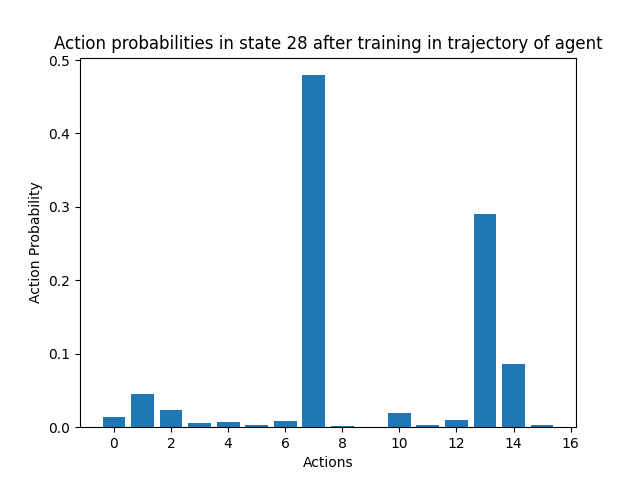 Action probabilities in state 28 after training in trajectory of agent
0.5
0.4
0.3
0.2
0.1
0.0
Action Probability
0 2 4 6 8 10 12 14 16
Actions